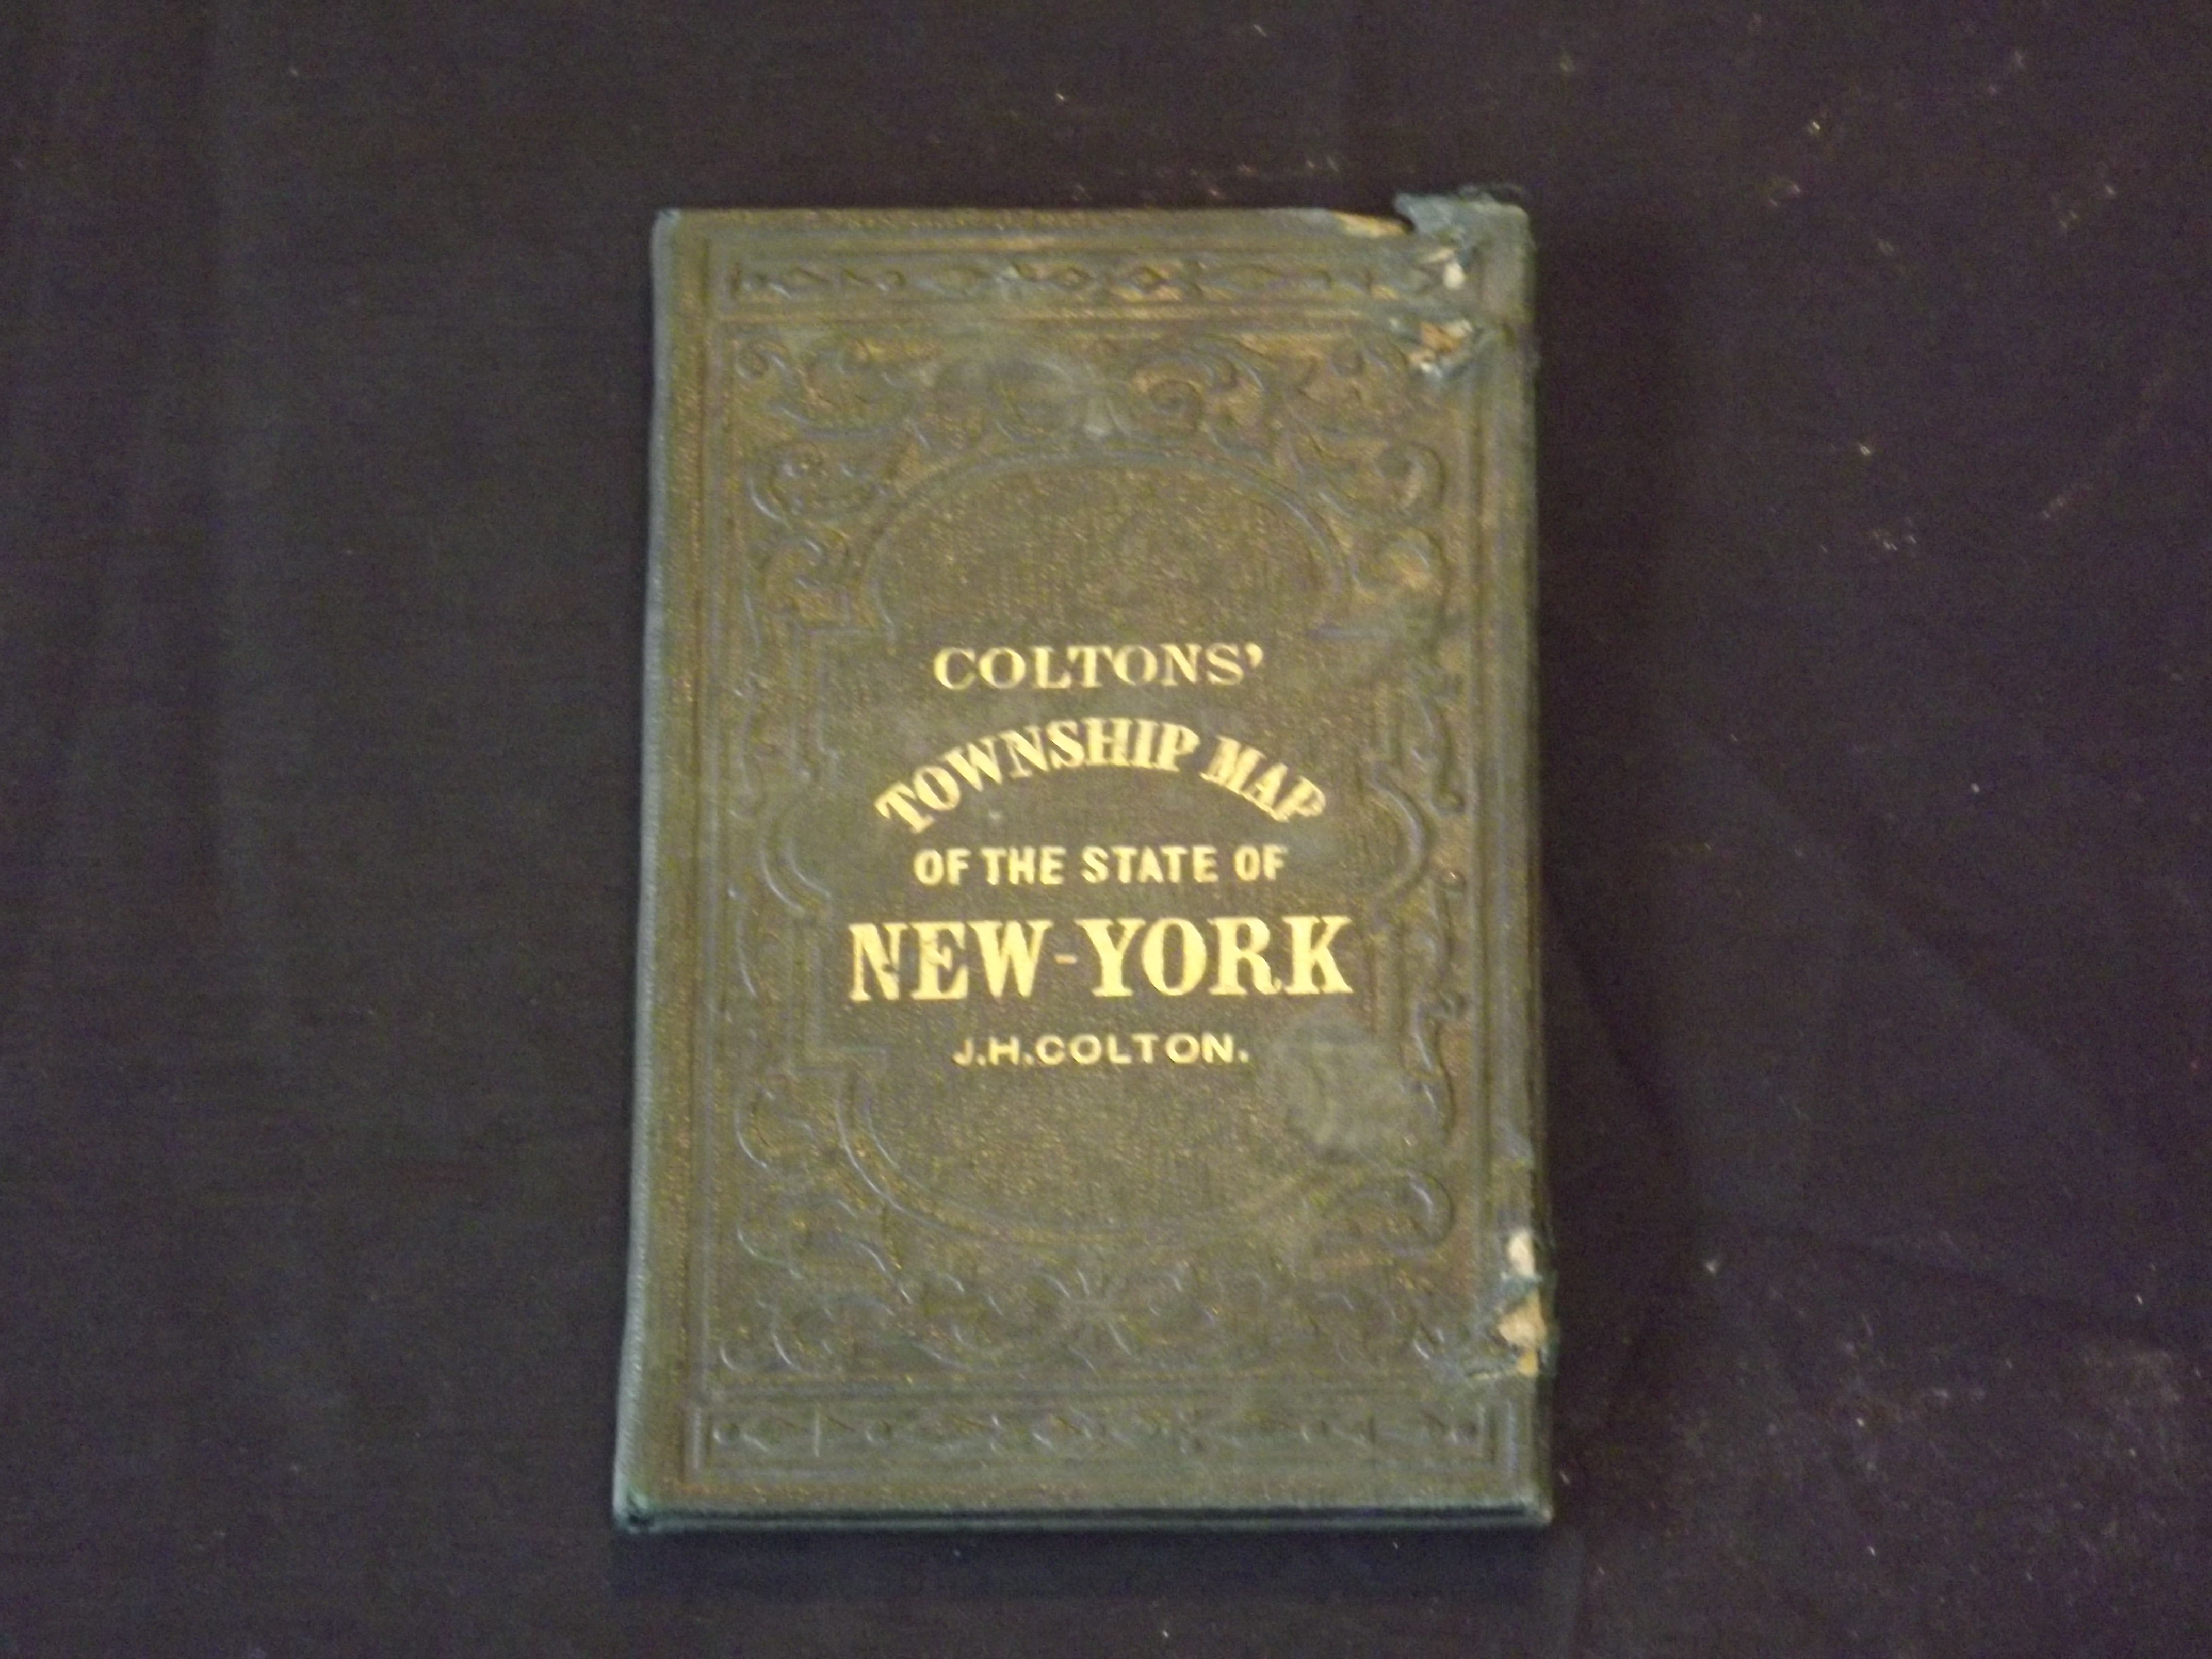 COLTONS'
TOWNSHIP MAP
OF THE STATE OF
NEW-YORK
J.H.COLTON.